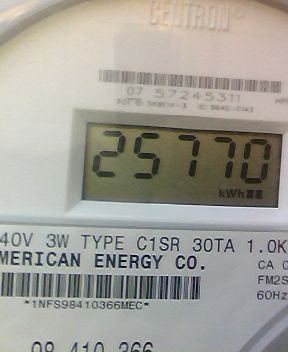 CENTRON®
07 57245311
25770
kWh
40V 3W TYPE C1SR 30TA 1.0K
MERICAN ENERGY CO.
CA 0
FM2S
60Hz
*1NFS98410366MEC*
98 410 366